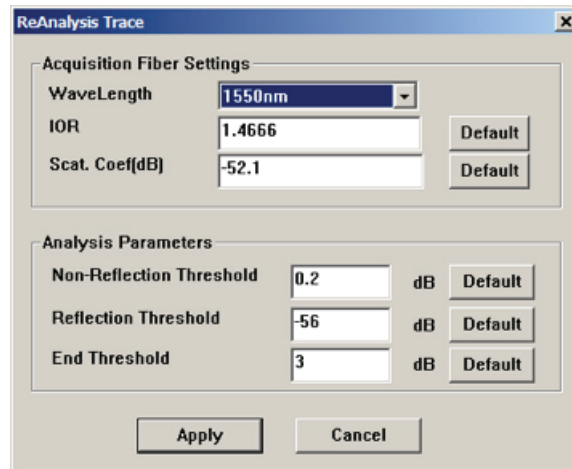 ReAnalysis Trace
Acquisition Fiber Settings
WaveLength 1550nm
IOR 1.4666 Default
Scat. Coef(dB) -52.1 Default
Analysis Parameters
Non-Reflection Threshold 0.2 dB Default
Reflection Threshold -56 dB Default
End Threshold 3 dB Default
Apply Cancel